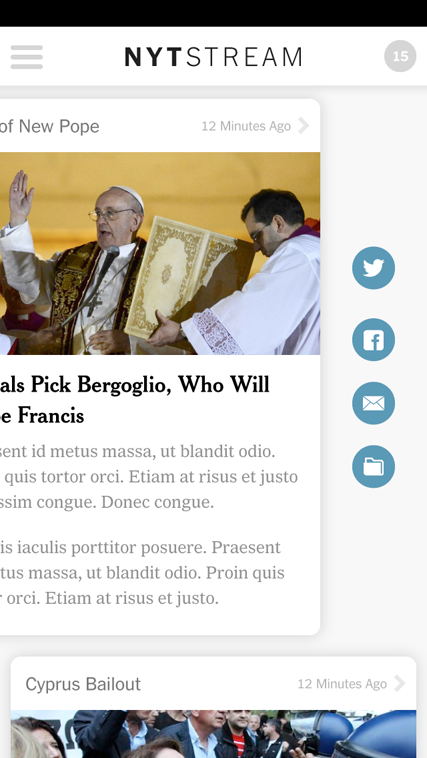 NYTSTREAM
15
of New Pope
12 Minutes Ago
als Pick Bergoglio, Who Will
e Francis
sent id metus massa, ut blandit odio.
quis tortor orci. Etiam at risus et justo
ssim congue. Donec congue.
is iaculis porttitor posuere. Praesent
tus massa, ut blandit odio. Proin quis
r orci. Etiam at risus et justo.
Cyprus Bailout
12 Minutes Ago